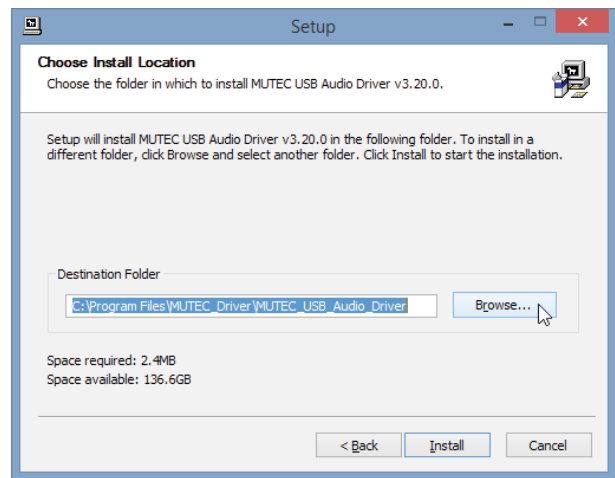 Setup
Choose Install Location
Choose the folder in which to install MUTEC USB Audio Driver v3.20.0.
Setup will install MUTEC USB Audio Driver v3.20.0 in the following folder. To install in a
different folder, click Browse and select another folder. Click Install to start the installation.
Destination Folder
C:\Program Files\MUTEC_Driver\MUTEC_USB_Audio_Driver
Browse...
Space required: 2.4MB
Space available: 136.6GB
< Back
Install
Cancel